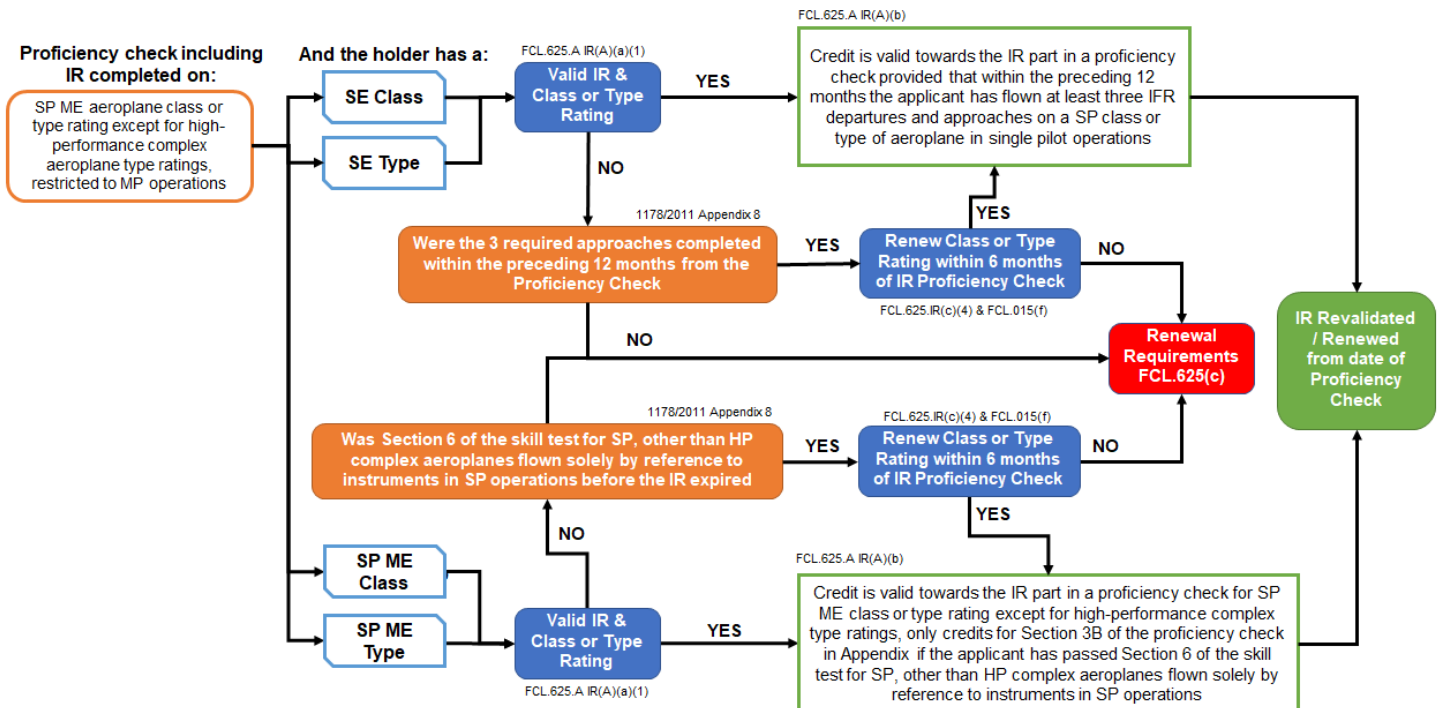 Proficiency check including
IR completed on:
SP ME aeroplane class or
type rating except for high-
performance complex
aeroplane type ratings,
restricted to MP operations
And the holder has a:
SE Class
SE Type
FCL.625.A IR(A)(a)(1)
Valid IR &
Class or Type
Rating
YES
NO
FCL.625.A IR(A)(b)
Credit is valid towards the IR part in a proficiency
check provided that within the preceding 12
months the applicant has flown at least three IFR
departures and approaches on a SP class or
type of aeroplane in single pilot operations
1178/2011 Appendix 8
Were the 3 required approaches completed
within the preceding 12 months from the
Proficiency Check
YES
NO
YES
Renew Class or Type
Rating within 6 months
of IR Proficiency Check
FCL.625.IR(c)(4) & FCL.015(f)
NO
Renewal
Requirements
FCL.625(c)
IR Revalidated
/ Renewed
from date of
Proficiency
Check
1178/2011 Appendix 8
Was Section 6 of the skill test for SP, other than HP
complex aeroplanes flown solely by reference to
instruments in SP operations before the IR expired
YES
FCL.625.IR(c)(4) & FCL.015(f)
Renew Class or Type
Rating within 6 months
of IR Proficiency Check
NO
YES
NO
SP ME
Class
SP ME
Type
Valid IR &
Class or Type
Rating
FCL.625.A IR(A)(a)(1)
YES
FCL.625.A IR(A)(b)
Credit is valid towards the IR part in a proficiency check for SP
ME class or type rating except for high-performance complex
type ratings, only credits for Section 3B of the proficiency check
in Appendix if the applicant has passed Section 6 of the skill
test for SP, other than HP complex aeroplanes flown solely by
reference to instruments in SP operations